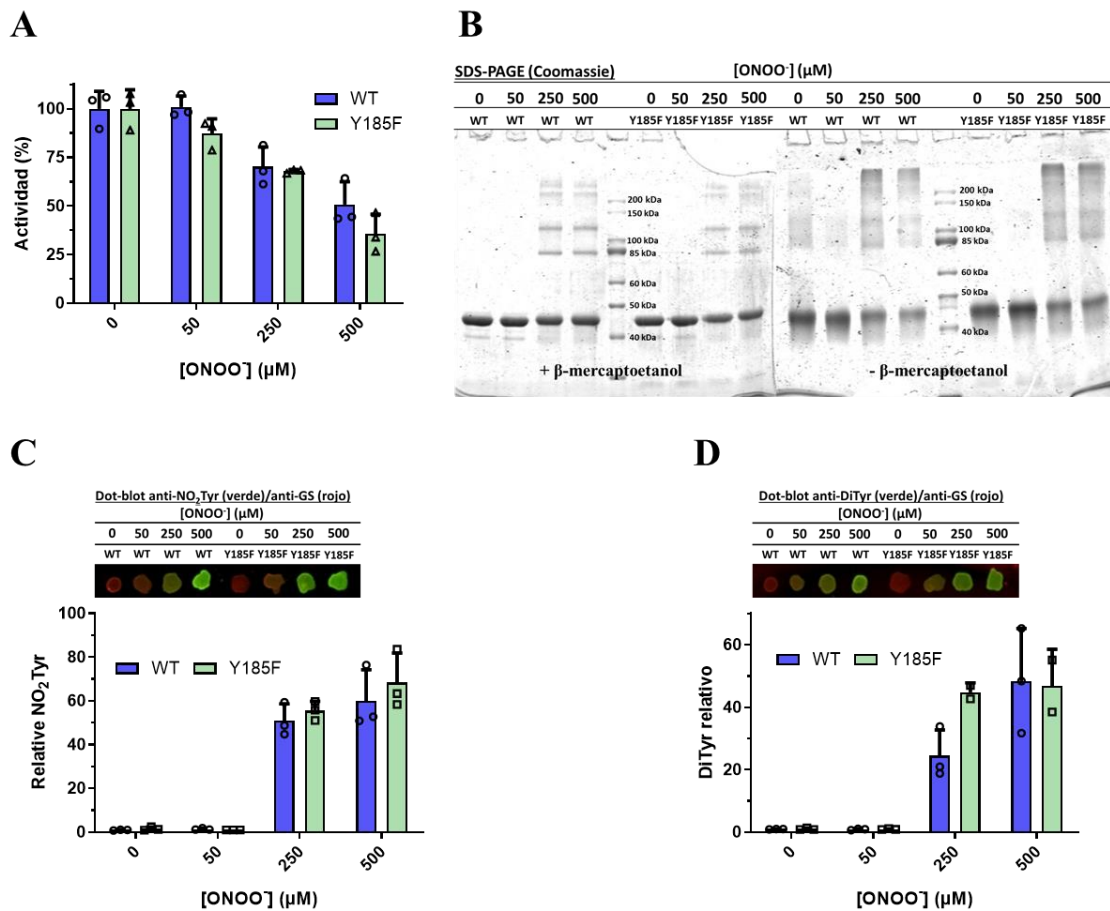 A
Actividad (%)
100
75
50
25
0
WT
Y185F
0
50
250
500
[ONOO⁻] (µM)
B
SDS-PAGE (Coomassie) [ONOO⁻] (µM)
0 50 250 500 0 50 250 500 0 50 250 500 0 50 250 500
WT WT WT WT Y185F Y185F Y185F Y185F WT WT WT WT Y185F Y185F Y185F Y185F
200 kDa
150 kDa
100 kDa
85 kDa
60 kDa
50 kDa
40 kDa
+ β-mercaptoetanol
200 kDa
150 kDa
100 kDa
85 kDa
60 kDa
50 kDa
40 kDa
- β-mercaptoetanol
C
Dot-blot anti-NO₂Tyr (verde)/anti-GS (rojo)
[ONOO⁻] (µM)
0 50 250 500 0 50 250 500
WT WT WT WT Y185F Y185F Y185F Y185F
Relative NO₂Tyr
100
80
60
40
20
0
WT Y185F
0
50
250
500
[ONOO⁻] (µM)
D
Dot-blot anti-DiTyr (verde)/anti-GS (rojo)
[ONOO⁻] (µM)
0 50 250 500 0 50 250 500
WT WT WT WT Y185F Y185F Y185F Y185F
DiTyr relativo
60
40
20
0
WT Y185F
0
50
250
500
[ONOO⁻] (µM)